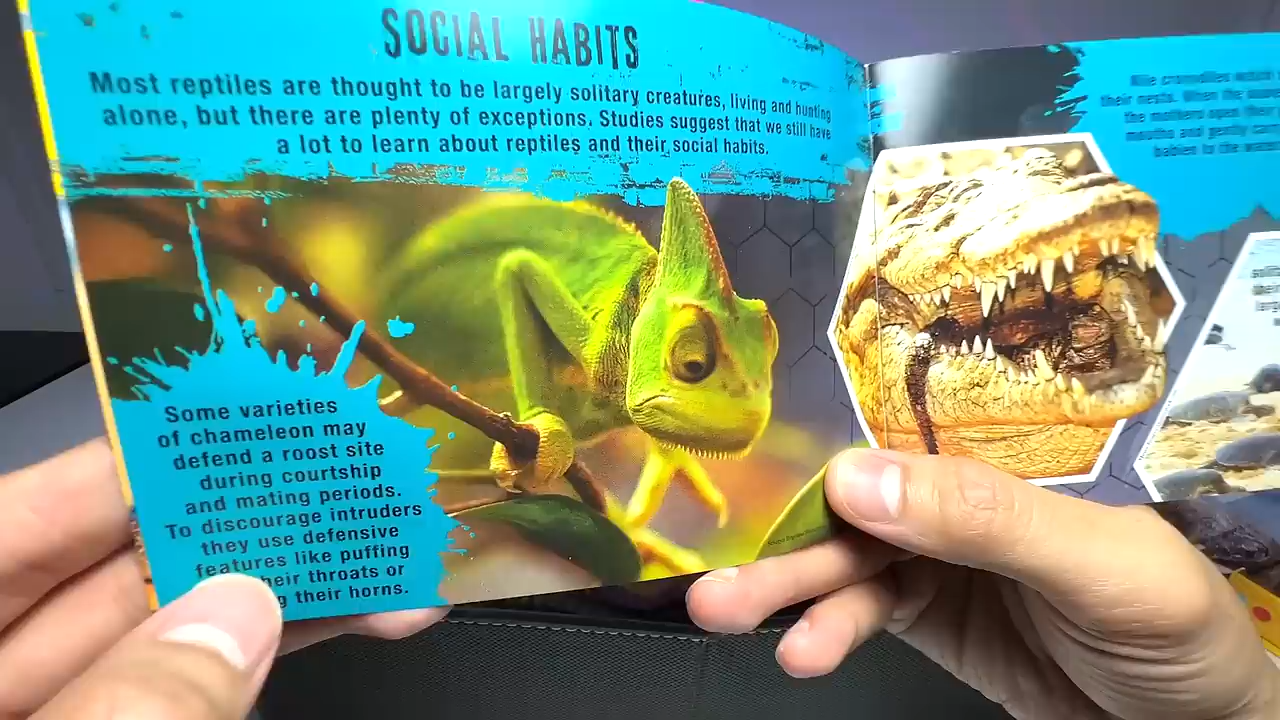 SOCIAL HABITS
Most reptiles are thought to be largely solitary creatures, living and hunting
alone, but there are plenty of exceptions. Studies suggest that we still have
a lot to learn about reptiles and their social habits.
Some varieties
of chameleon may
defend a roost site
during courtship
and mating periods.
To discourage intruders
they use defensive
features like puffing
their throats or
their horns.
Nile crocodiles
their nests. When the
the mothers open
mouths and gently
babies to the